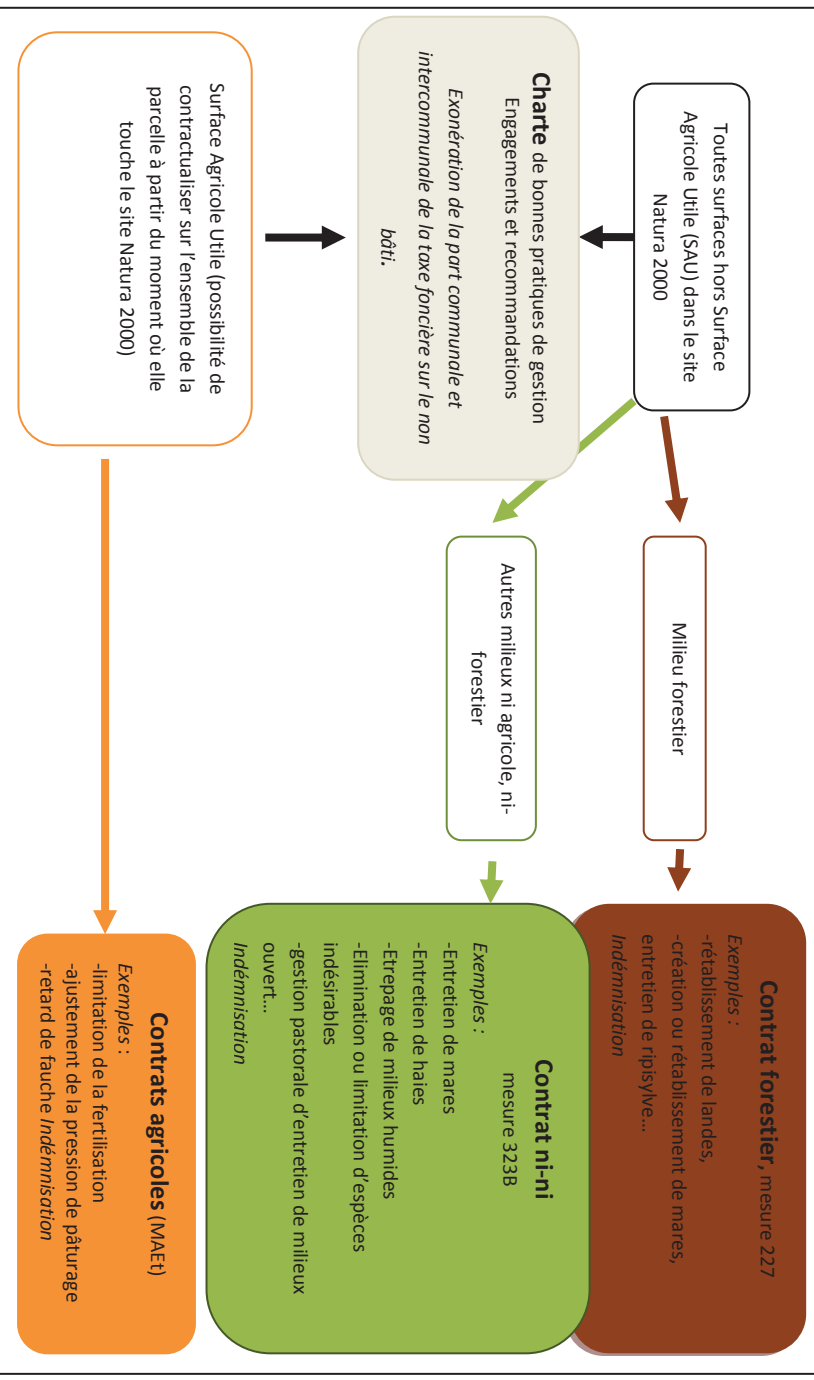 Toutes surfaces hors Surface
Agricole Utile (SAU) dans le site
Natura 2000
Charte de bonnes pratiques de gestion
Engagements et recommandations
Exonération de la part communale et
intercommunale de la taxe foncière sur le non
bâti.
Surface Agricole Utile (possibilité de
contractualiser sur l'ensemble de la
parcelle à partir du moment où elle
touche le site Natura 2000)
Milieu forestier
Autres milieux ni agricole, ni-
forestier
Contrat forestier, mesure 227
Exemples :
-rétablissement de landes,
-création ou rétablissement de mares,
entretien de ripisylve...
Indémnisation
Contrat ni-ni
mesure 323B
Exemples :
-Entretien de mares
-Entretien de haies
-Etrepage de milieux humides
-Elimination ou limitation d'espèces
indésirables
-gestion pastorale d'entretien de milieux
ouvert...
Indémnisation
Contrats agricoles (MAEt)
Exemples :
-limitation de la fertilisation
-ajustement de la pression de pâturage
-retard de fauche Indémnisation